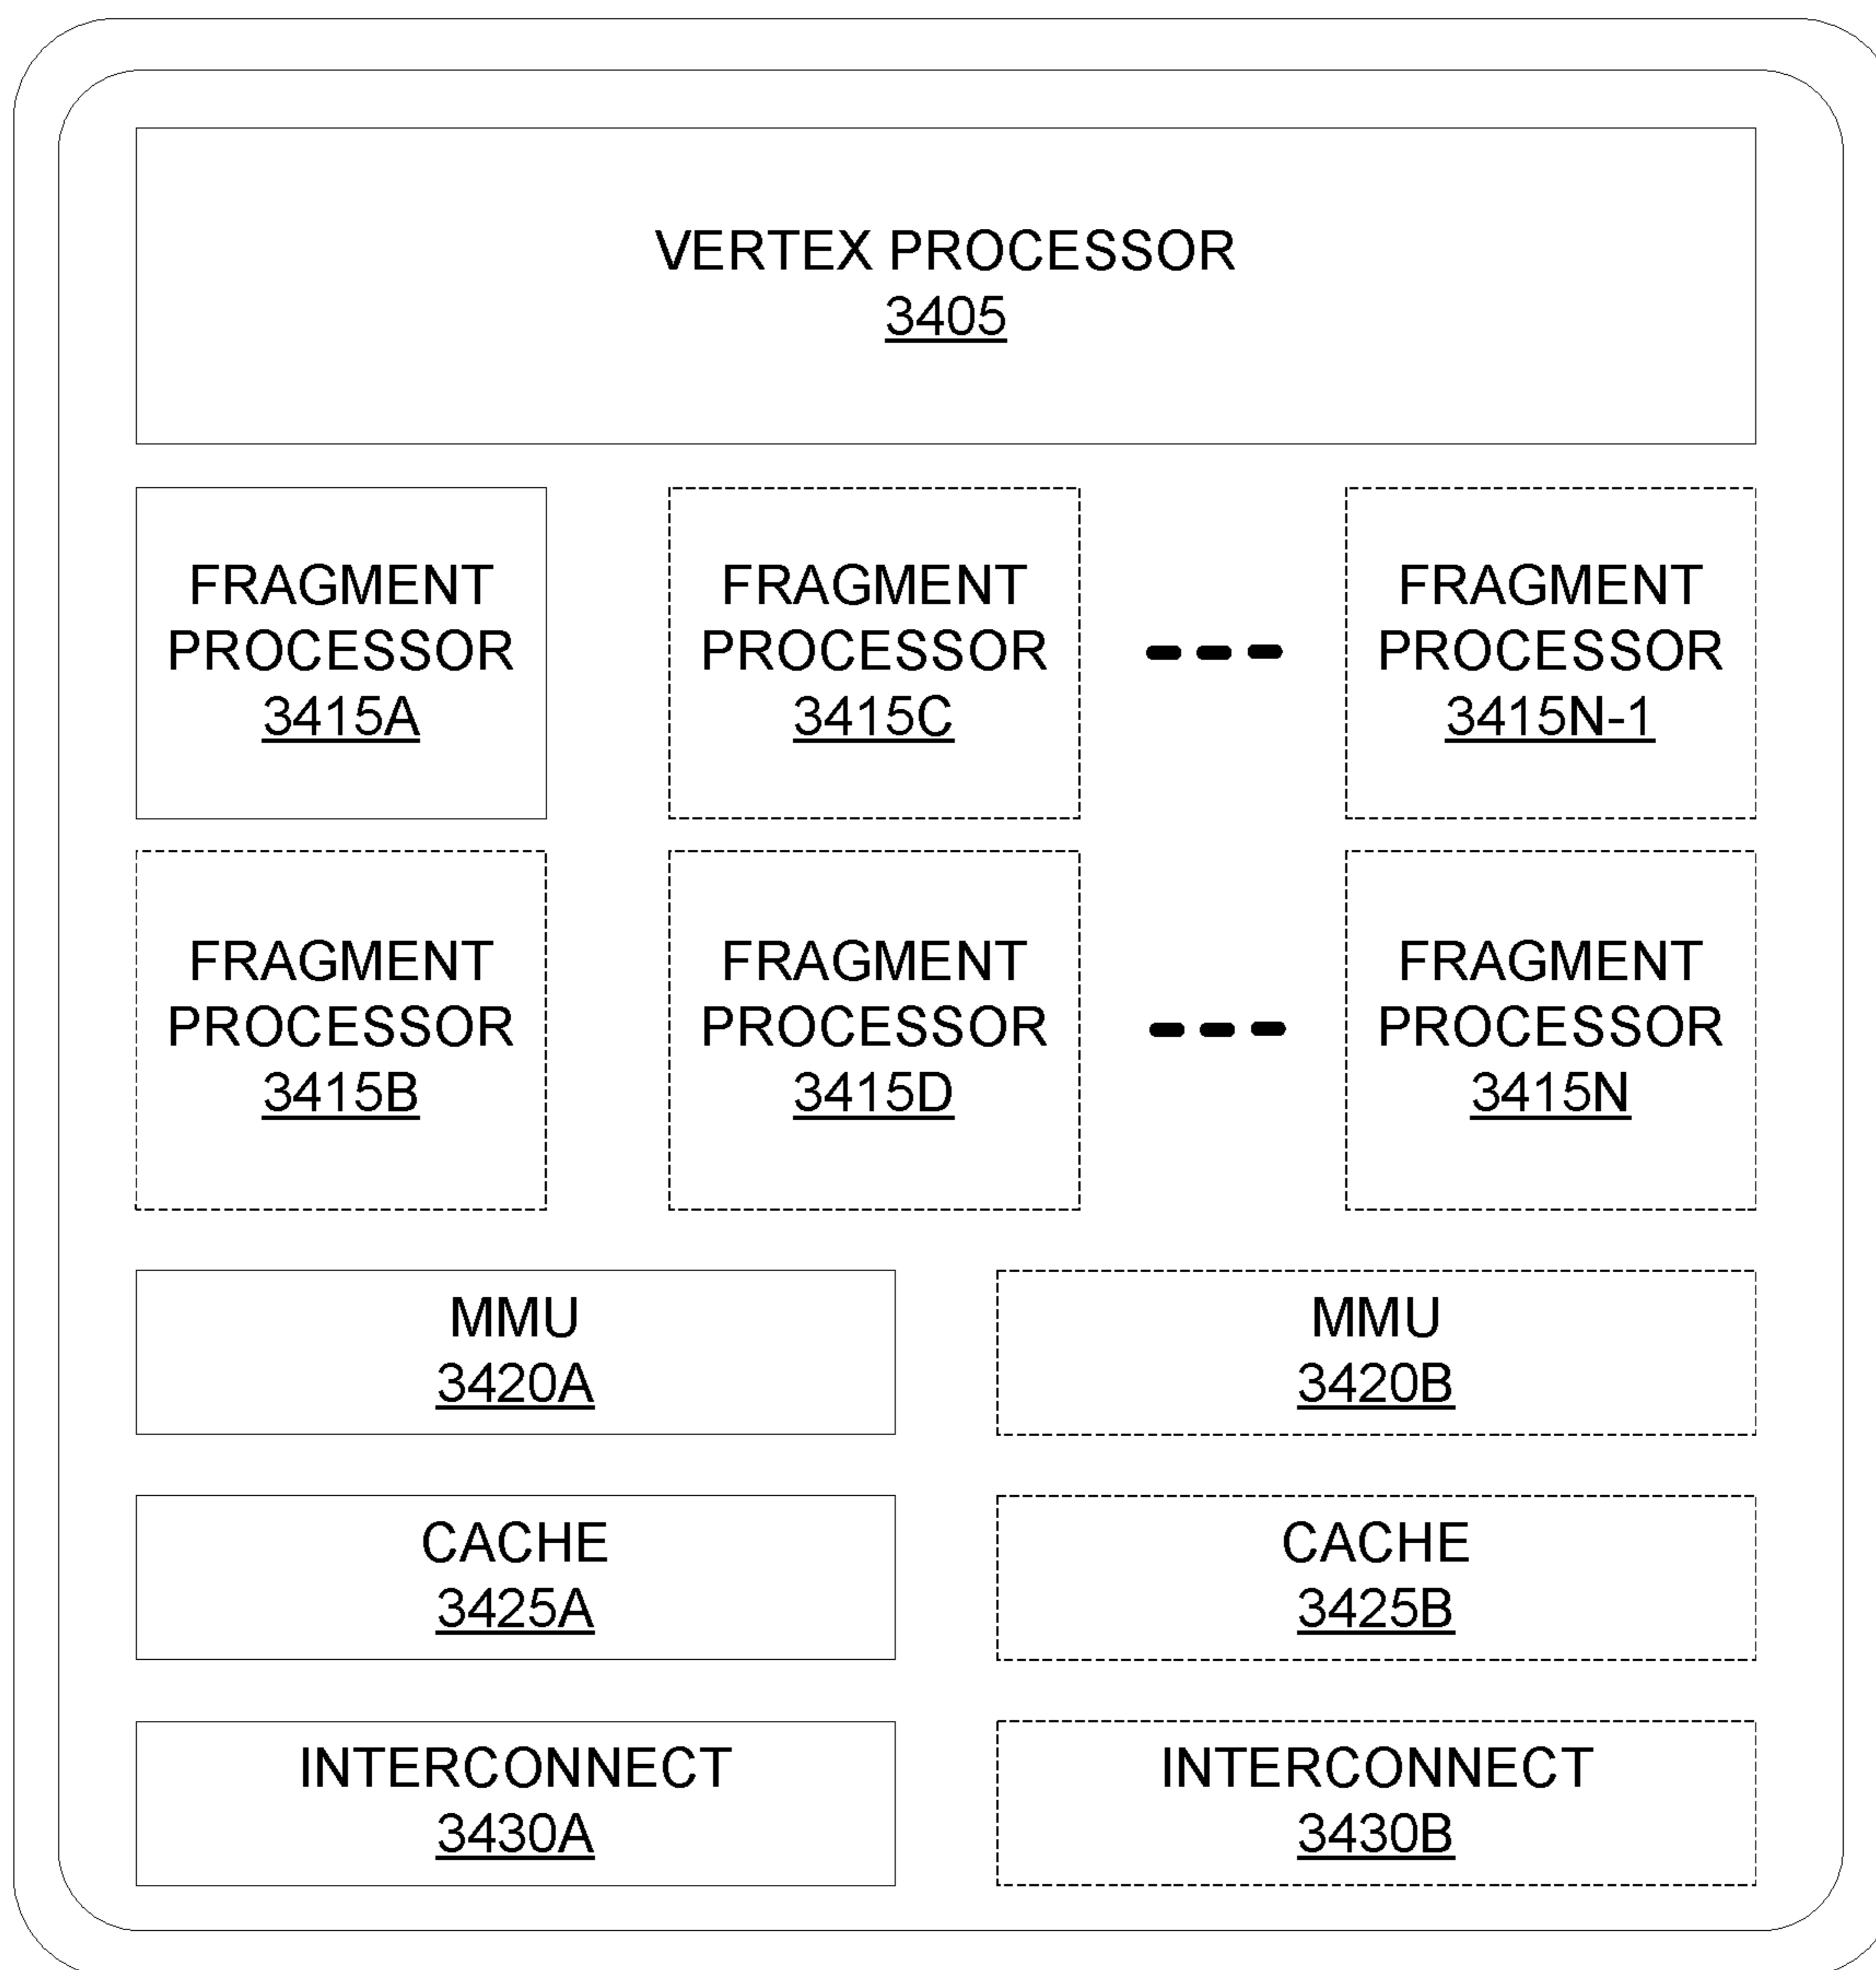 VERTEX PROCESSOR
3405
FRAGMENT
PROCESSOR
3415A
FRAGMENT
PROCESSOR
3415C
FRAGMENT
PROCESSOR
3415N-1
FRAGMENT
PROCESSOR
3415B
FRAGMENT
PROCESSOR
3415D
FRAGMENT
PROCESSOR
3415N
MMU
3420A
MMU
3420B
CACHE
3425A
CACHE
3425B
INTERCONNECT
3430A
INTERCONNECT
3430B